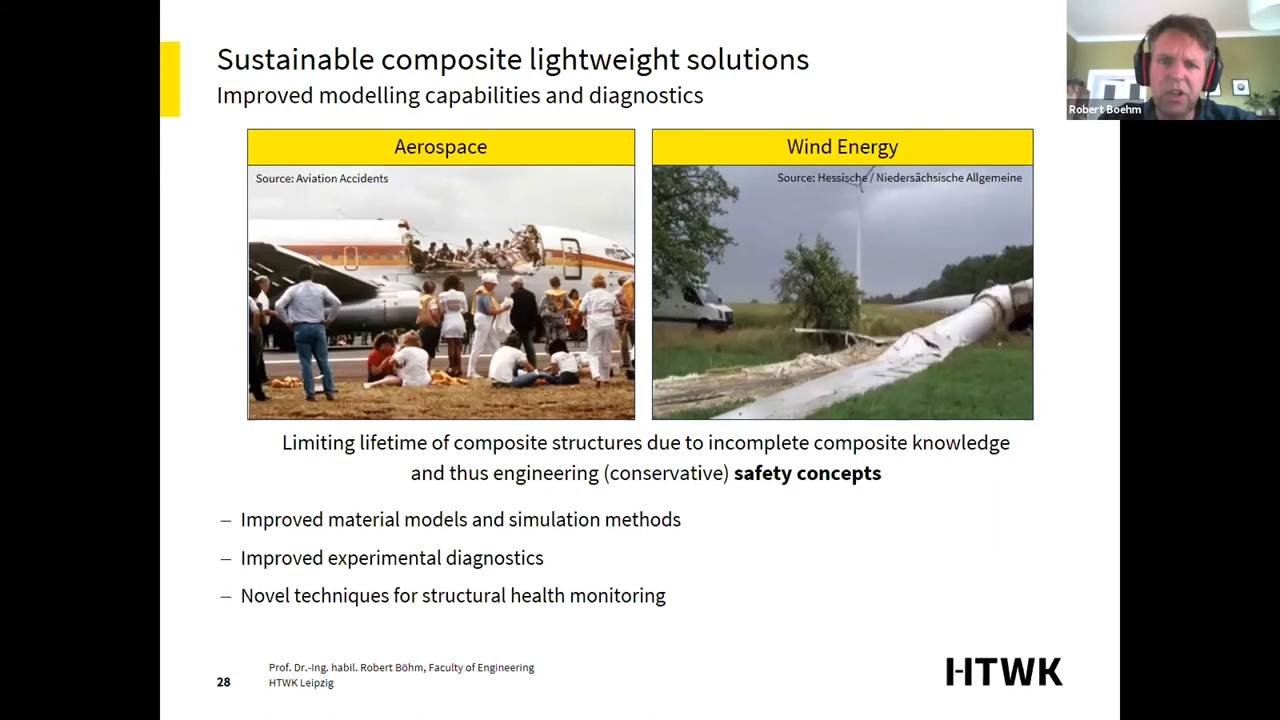 Sustainable composite lightweight solutions
Improved modelling capabilities and diagnostics
Robert Boehm
Aerospace
Wind Energy
Source: Aviation Accidents
Source: Hessische / Niedersächsische Allgemeine
Limiting lifetime of composite structures due to incomplete composite knowledge
and thus engineering (conservative) safety concepts
– Improved material models and simulation methods
– Improved experimental diagnostics
– Novel techniques for structural health monitoring
28
Prof. Dr.-Ing. habil. Robert Böhm, Faculty of Engineering
HTWK Leipzig
HTWK